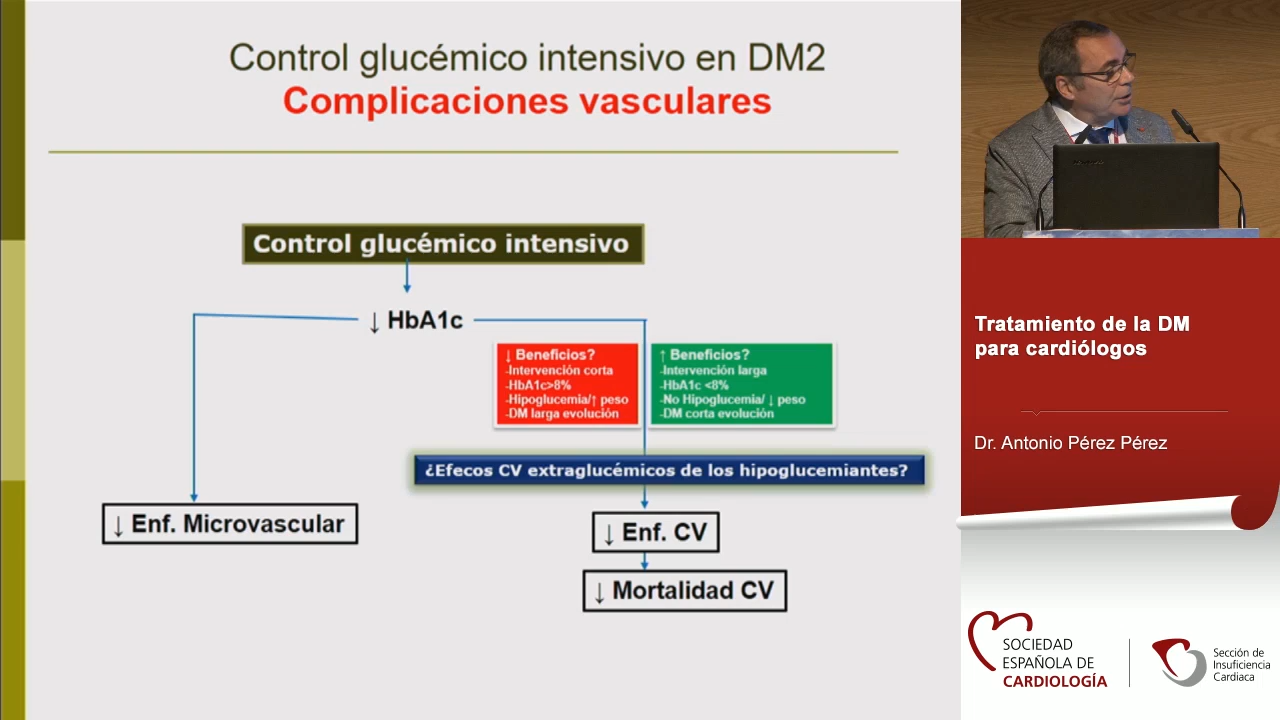 Control glucémico intensivo en DM2
Complicaciones vasculares
Control glucémico intensivo
↓ HbA1c
↓ Beneficios?
-Intervención corta
-HbA1c>8%
-Hipoglucemia/↑ peso
-DM larga evolución
↑ Beneficios?
-Intervención larga
-HbA1c <8%
-No Hipoglucemia/ ↓ peso
-DM corta evolución
¿Efecos CV extraglucémicos de los hipoglucemiantes?
↓ Enf. Microvascular
↓ Enf. CV
↓ Mortalidad CV
Tratamiento de la DM
para cardiólogos
Dr. Antonio Pérez Pérez
SOCIEDAD
ESPAÑOLA DE
CARDIOLOGÍA
Sección de
Insuficiencia
Cardiaca